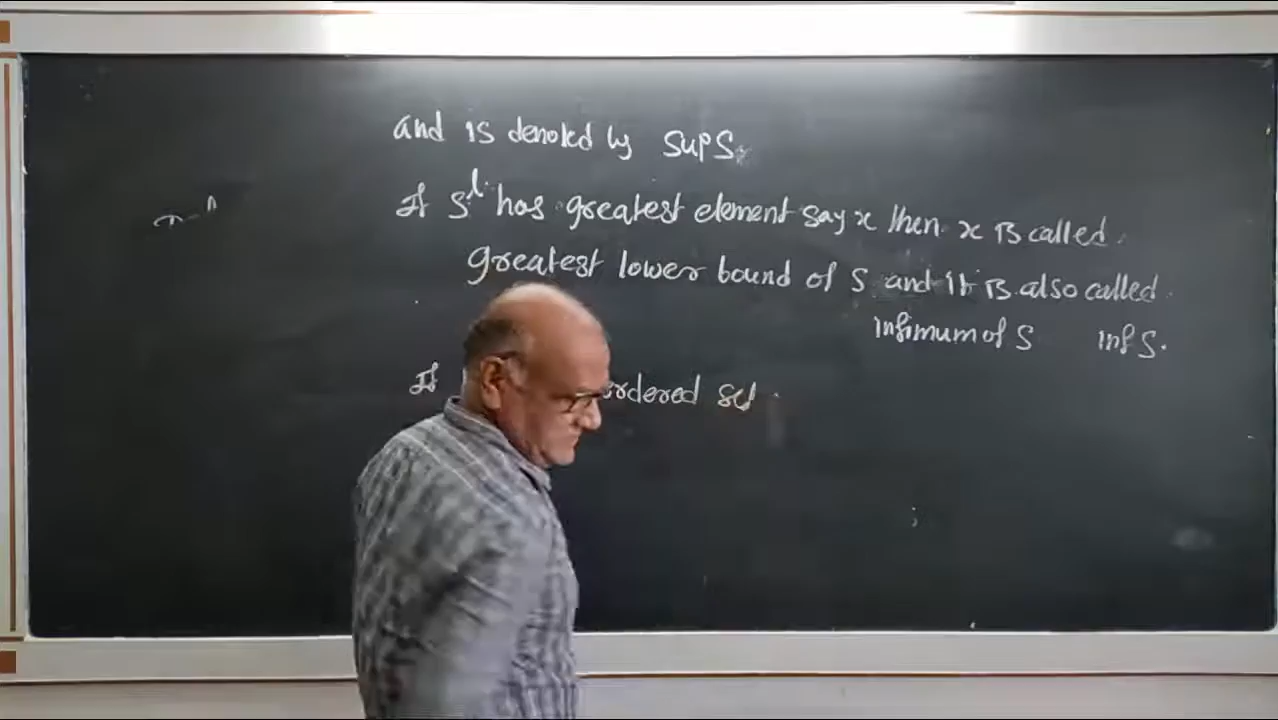 and is denoted by Sup S.
If S^l has greatest element say x then x is called
greatest lower bound of S and it is also called
infimum of S inf S.
If ordered set